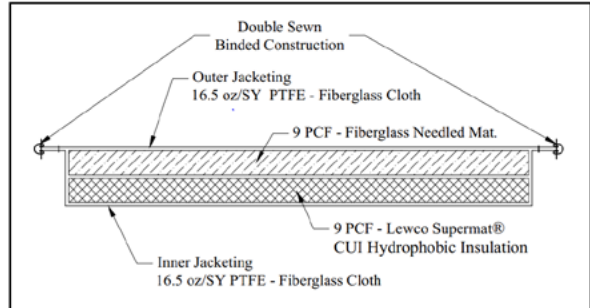 Double Sewn
Binded Construction
Outer Jacketing
16.5 oz/SY PTFE - Fiberglass Cloth
9 PCF - Fiberglass Needled Mat.
9 PCF - Lewco Supermat®
CUI Hydrophobic Insulation
Inner Jacketing
16.5 oz/SY PTFE - Fiberglass Cloth